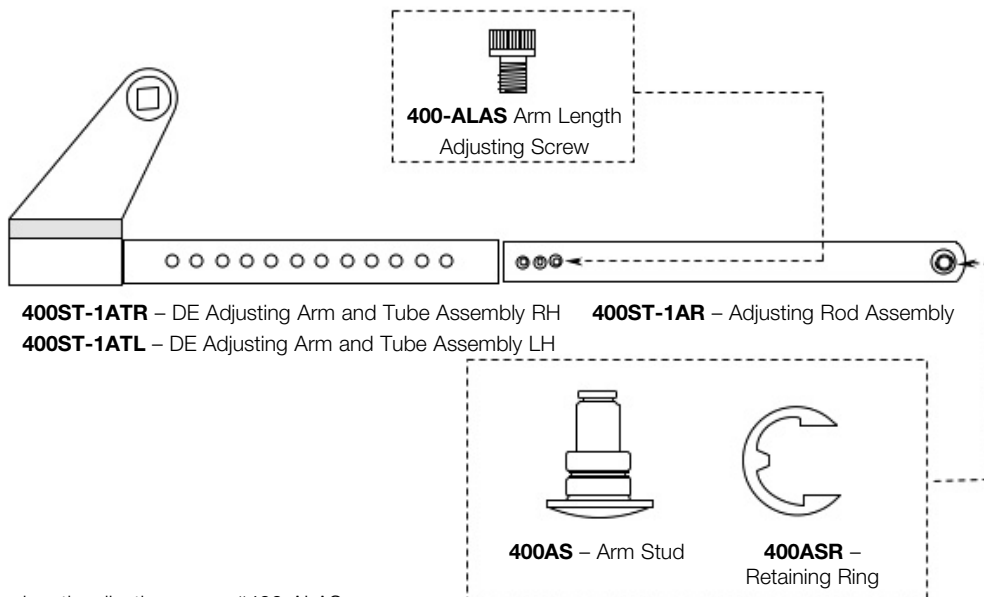 400-ALAS Arm Length
Adjusting Screw
400ST-1ATR – DE Adjusting Arm and Tube Assembly RH
400ST-1AR – Adjusting Rod Assembly
400ST-1ATL – DE Adjusting Arm and Tube Assembly LH
400AS – Arm Stud
400ASR –
Retaining Ring